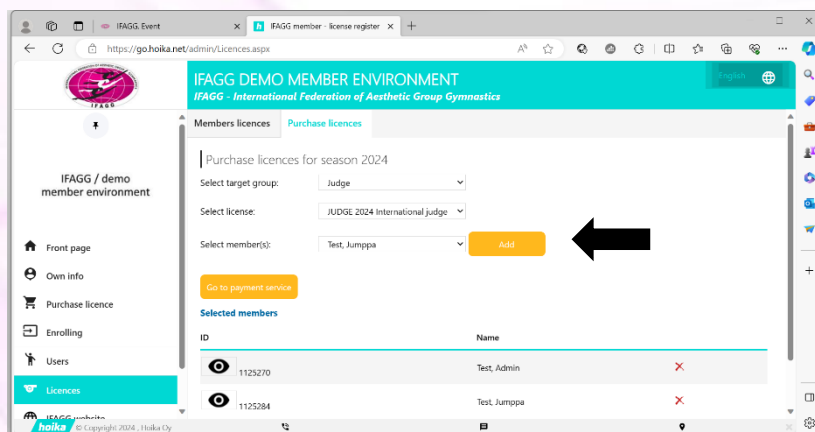 IFAGG. Event
IFAGG member - license register
https://go.hoika.net/admin/Licences.aspx
IFAGG
IFAGG DEMO MEMBER ENVIRONMENT
IFAGG - International Federation of Aesthetic Group Gymnastics
English
Members licences
Purchase licences
IFAGG / demo
member environment
Front page
Own info
Purchase licence
Enrolling
Users
Licences
IFAGG website
Purchase licences for season 2024
Select target group:
Judge
Select license:
JUDGE 2024 International judge
Select member(s):
Test, Jumppa
Add
Go to payment service
Selected members
ID
Name
1125270
Test, Admin
1125284
Test, Jumppa
hoika © Copyright 2024 , Hoika Oy